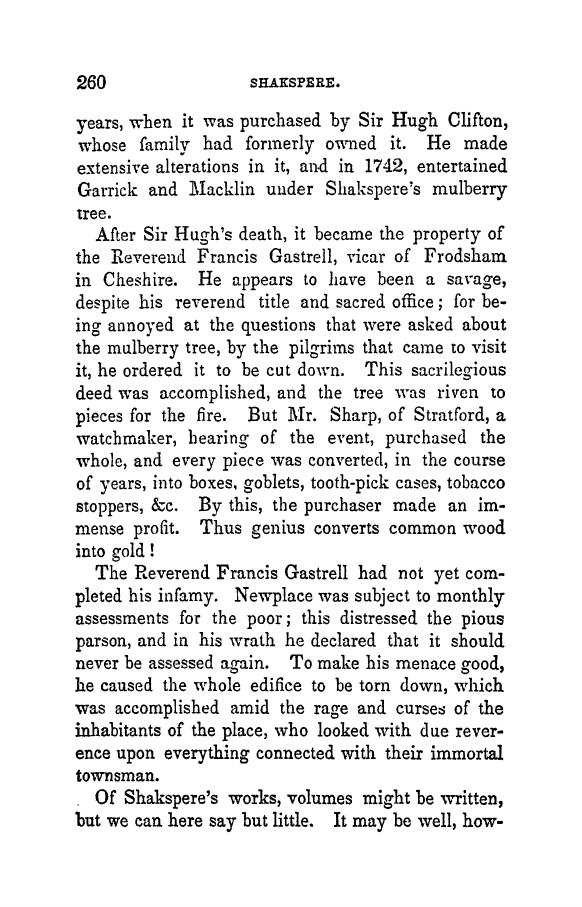 260 SHAKSPERE.
years, when it was purchased by Sir Hugh Clifton,
whose family had formerly owned it. He made
extensive alterations in it, and in 1742, entertained
Garrick and Macklin under Shakspere's mulberry
tree.
After Sir Hugh's death, it became the property of
the Reverend Francis Gastrell, vicar of Frodsham
in Cheshire. He appears to have been a savage,
despite his reverend title and sacred office; for be-
ing annoyed at the questions that were asked about
the mulberry tree, by the pilgrims that came to visit
it, he ordered it to be cut down. This sacrilegious
deed was accomplished, and the tree was riven to
pieces for the fire. But Mr. Sharp, of Stratford, a
watchmaker, hearing of the event, purchased the
whole, and every piece was converted, in the course
of years, into boxes, goblets, tooth-pick cases, tobacco
stoppers, &c. By this, the purchaser made an im-
mense profit. Thus genius converts common wood
into gold!
The Reverend Francis Gastrell had not yet com-
pleted his infamy. Newplace was subject to monthly
assessments for the poor; this distressed the pious
parson, and in his wrath he declared that it should
never be assessed again. To make his menace good,
he caused the whole edifice to be torn down, which
was accomplished amid the rage and curses of the
inhabitants of the place, who looked with due rever-
ence upon everything connected with their immortal
townsman.
Of Shakspere's works, volumes might be written,
but we can here say but little. It may be well, how-